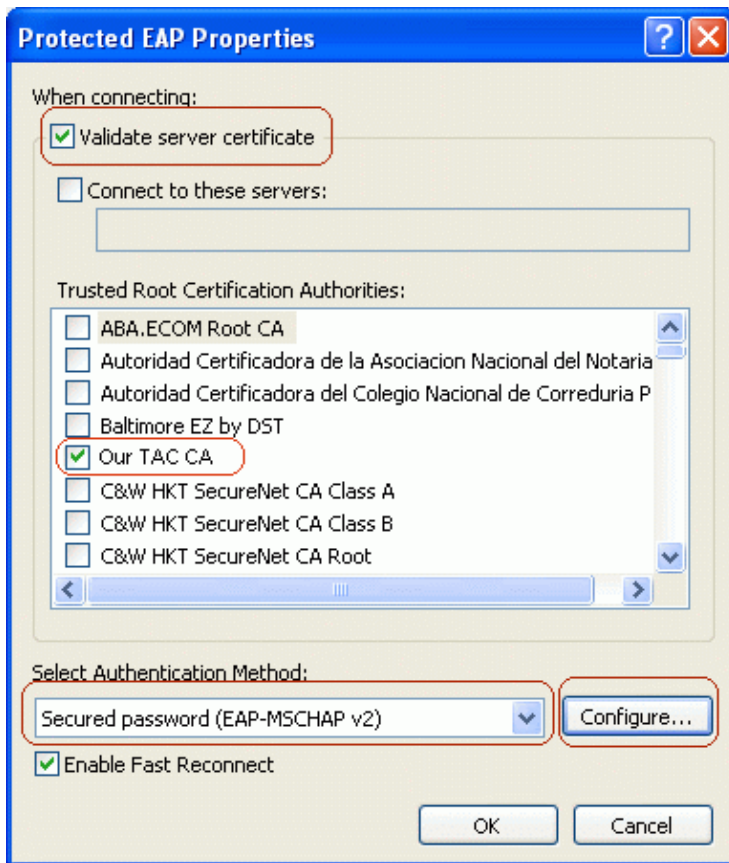 Protected EAP Properties
When connecting:
Validate server certificate
Connect to these servers:
Trusted Root Certification Authorities:
ABA.ECOM Root CA
Autoridad Certificadora de la Asociacion Nacional del Notaria
Autoridad Certificadora del Colegio Nacional de Correduria P
Baltimore EZ by DST
Our TAC CA
C&W HKT SecureNet CA Class A
C&W HKT SecureNet CA Class B
C&W HKT SecureNet CA Root
Select Authentication Method:
Secured password (EAP-MSCHAP v2)
Configure...
Enable Fast Reconnect
OK
Cancel